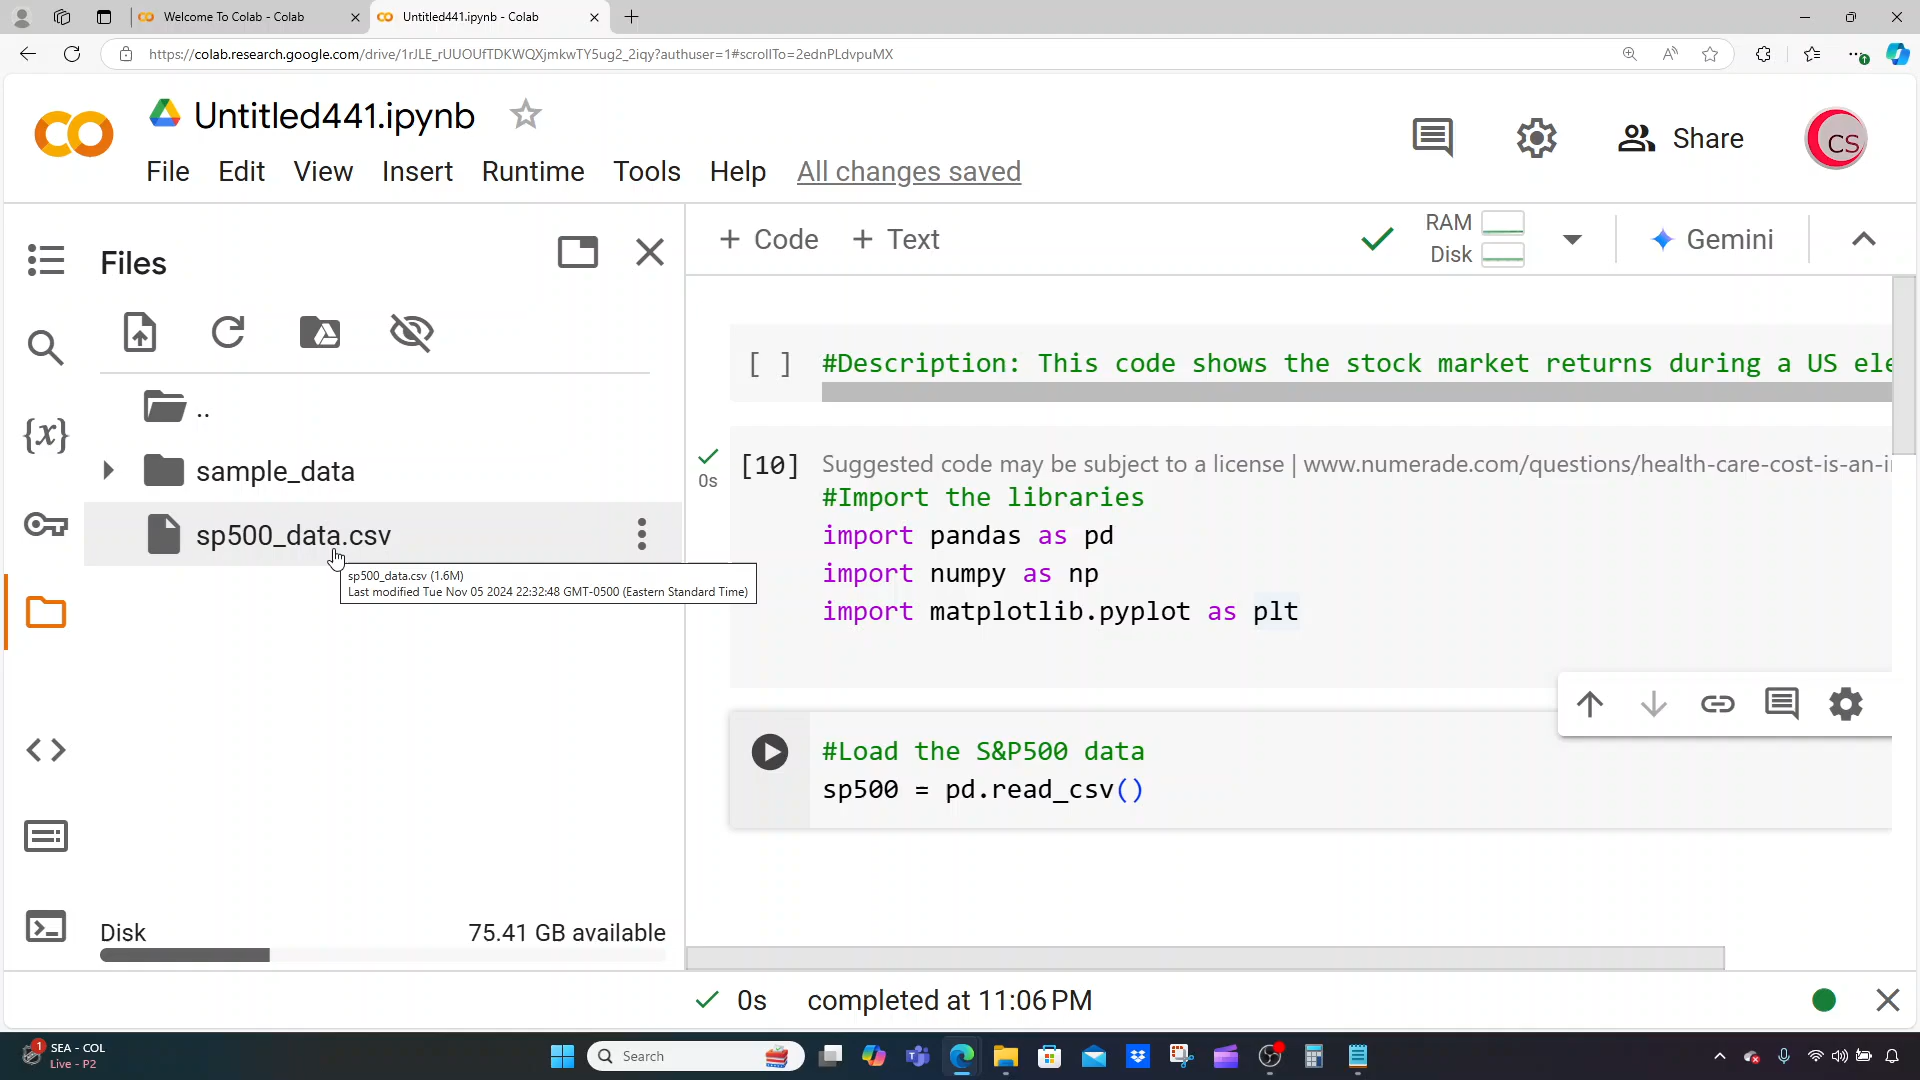 Welcome To Colab - Colab
Untitled441.ipynb - Colab
https://colab.research.google.com/drive/1rJLE_rUUOUfTDKWQXjmkwTY5ug2_2iqy?authuser=1#scrollTo=2ednPLdvpuMX
Untitled441.ipynb
Share
CS
File Edit View Insert Runtime Tools Help All changes saved
Files
+ Code + Text
RAM
Disk
Gemini
..
sample_data
sp500_data.csv
sp500_data.csv (1.6M)
Last modified Tue Nov 05 2024 22:32:48 GMT-0500 (Eastern Standard Time)
{x}
[ ] #Description: This code shows the stock market returns during a US ele
0s
[10] Suggested code may be subject to a license | www.numerade.com/questions/health-care-cost-is-an-i
#Import the libraries
import pandas as pd
import numpy as np
import matplotlib.pyplot as plt
#Load the S&P500 data
sp500 = pd.read_csv()
Disk 75.41 GB available
0s completed at 11:06 PM
1
SEA - COL
Live - P2
Search